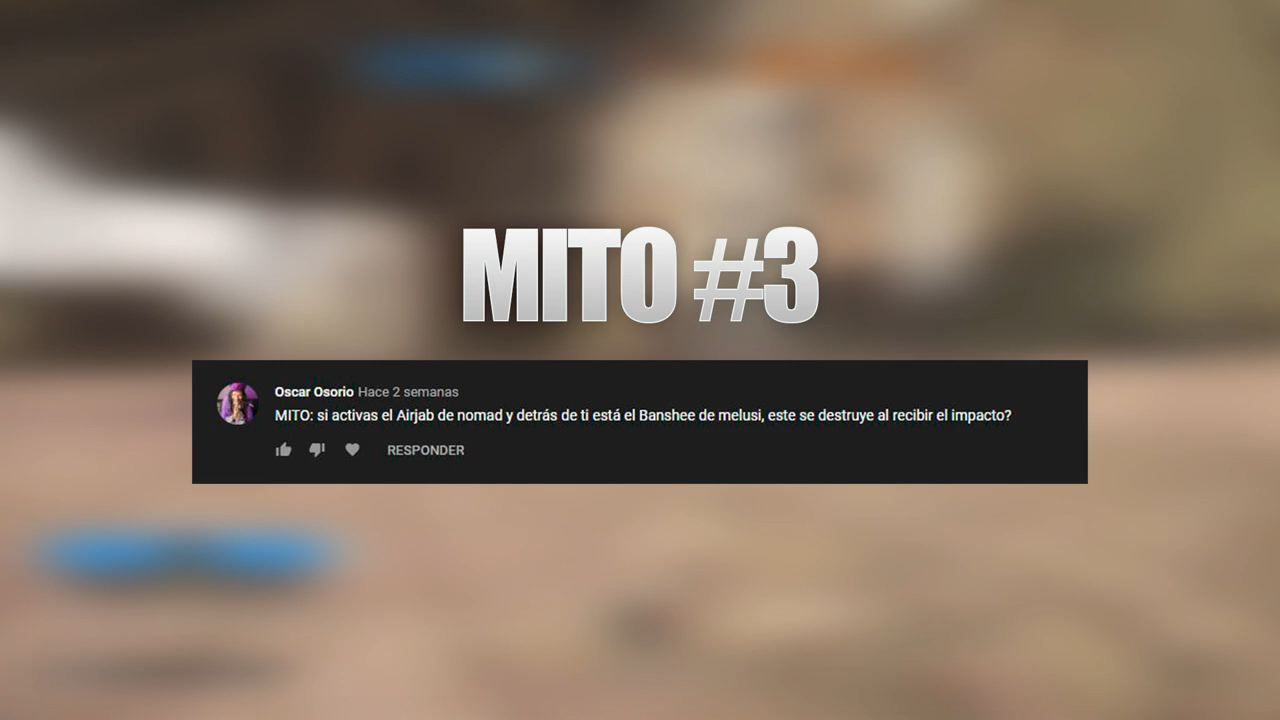 MITO #3
Oscar Osorio Hace 2 semanas
MITO: si activas el Airjab de nomad y detrás de ti está el Banshee de melusi, este se destruye al recibir el impacto?
RESPONDER